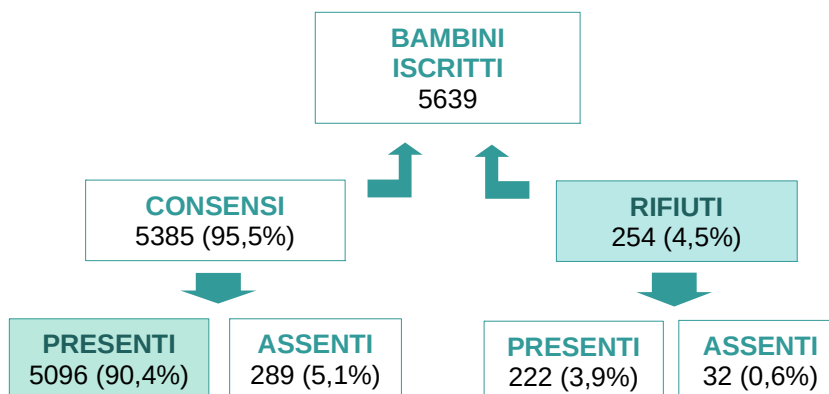 BAMBINI
ISCRITTI
5639
CONSENSI
5385 (95,5%)
RIFIUTI
254 (4,5%)
PRESENTI
5096 (90,4%)
ASSENTI
289 (5,1%)
PRESENTI
222 (3,9%)
ASSENTI
32 (0,6%)